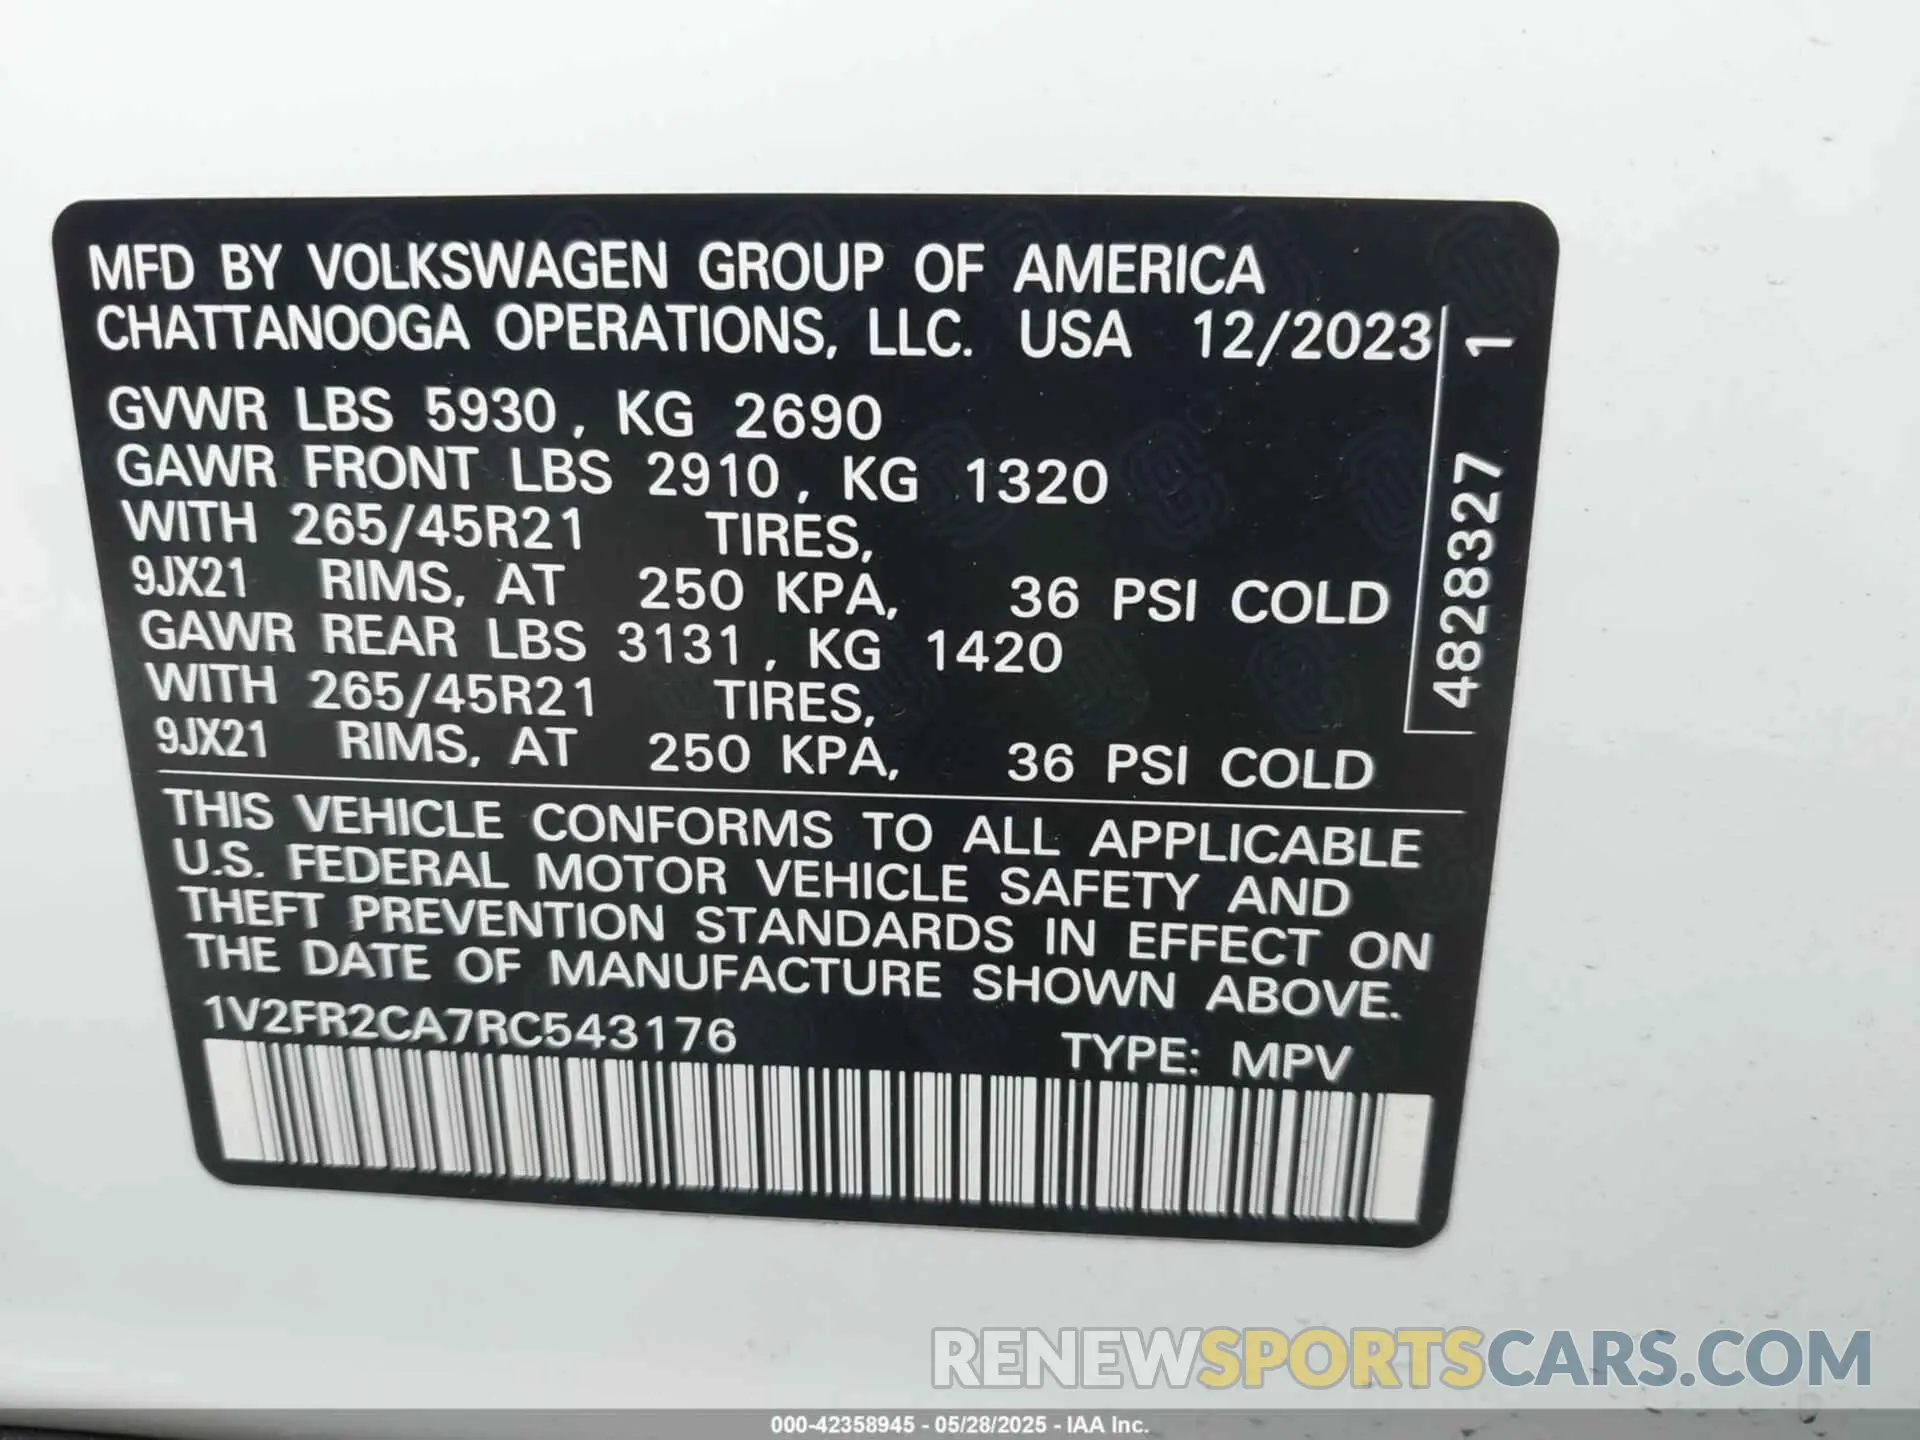 MFD BY VOLKSWAGEN GROUP OF AMERICA
CHATTANOOGA OPERATIONS, LLC. USA 12/2023
GVWR LBS 5930, KG 2690
GAWR FRONT LBS 2910, KG 1320
WITH 265/45R21 TIRES,
9JX21 RIMS, AT 250 KPA, 36 PSI COLD
GAWR REAR LBS 3131, KG 1420
WITH 265/45R21 TIRES,
9JX21 RIMS, AT 250 KPA, 36 PSI COLD
4828327 1
THIS VEHICLE CONFORMS TO ALL APPLICABLE
U.S. FEDERAL MOTOR VEHICLE SAFETY AND
THEFT PREVENTION STANDARDS IN EFFECT ON
THE DATE OF MANUFACTURE SHOWN ABOVE.
1V2FR2CA7RC543176 TYPE: MPV
RENEWSPORTSCARS.COM
000-42358945 - 05/28/2025 - IAA Inc.